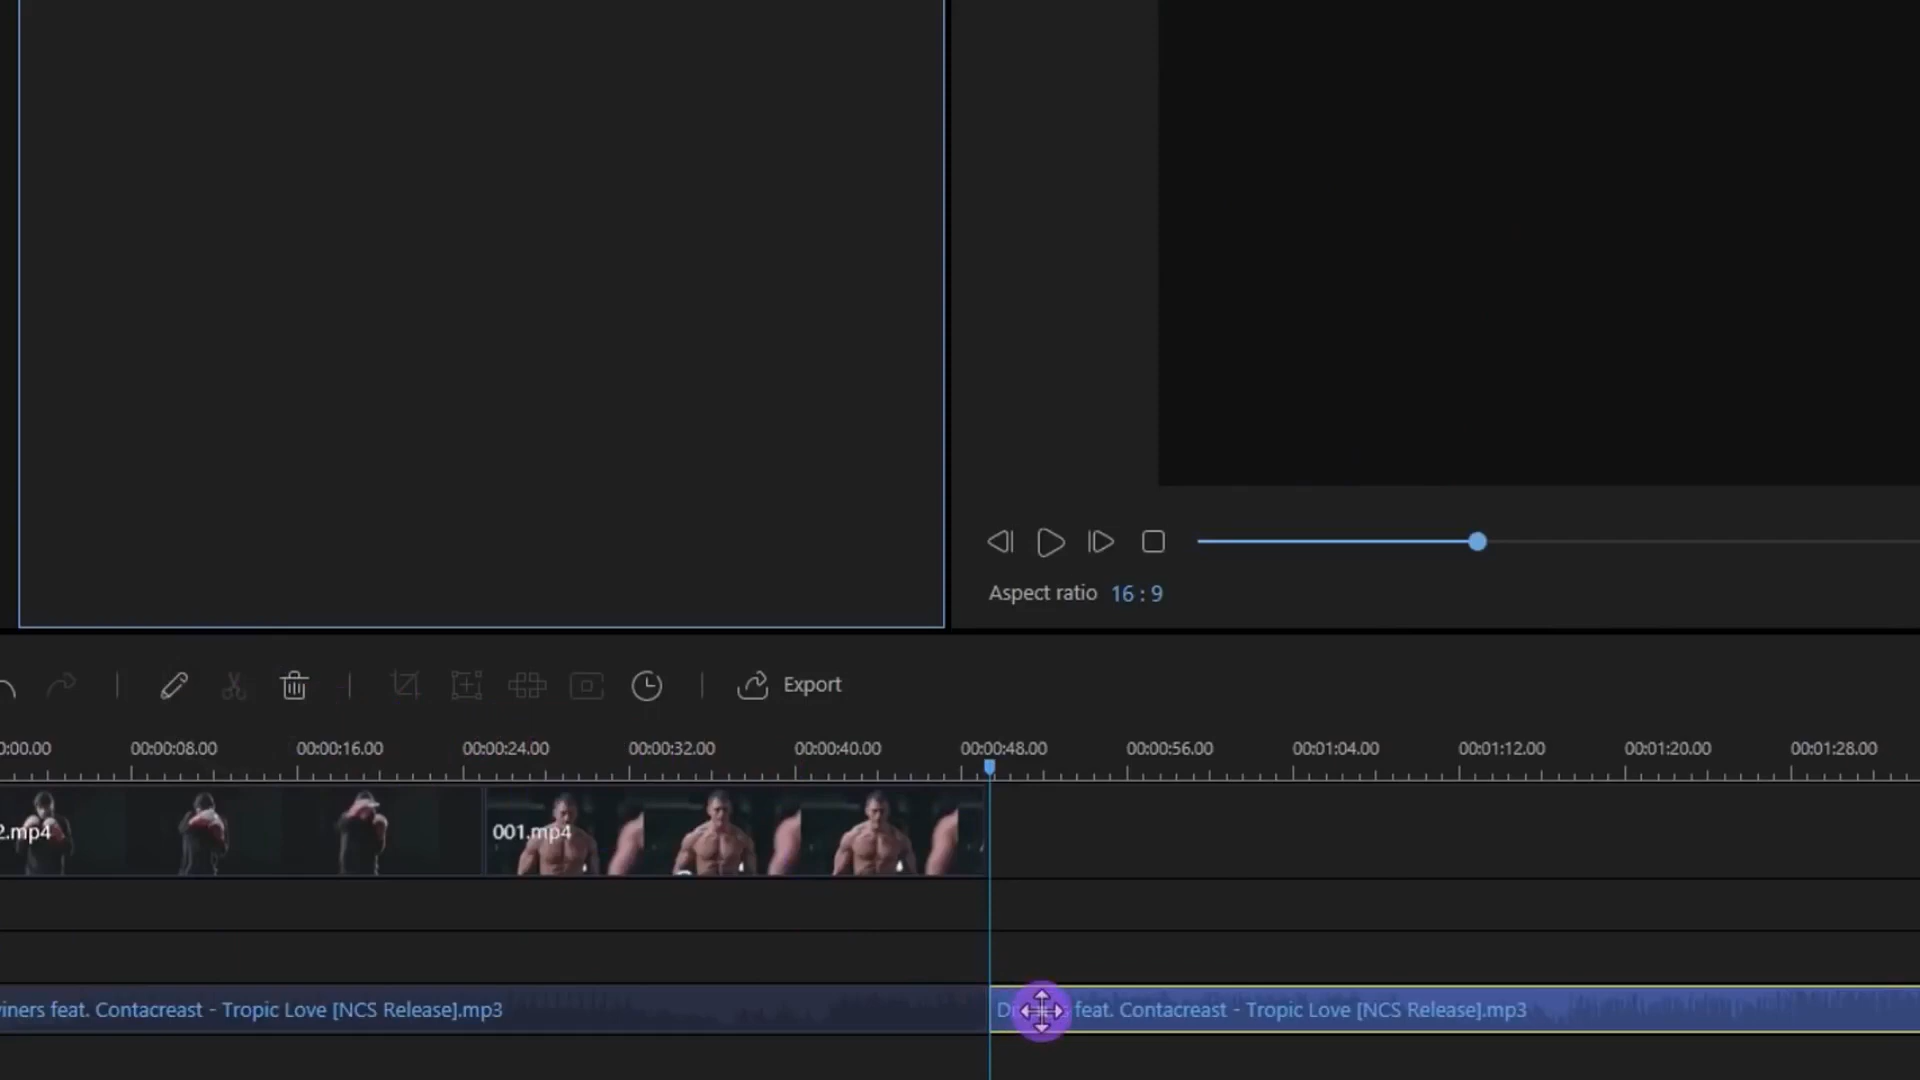 Aspect ratio 16 : 9
Export
0:00.00 00:00:08.00 00:00:16.00 00:00:24.00 00:00:32.00 00:00:40.00 00:00:48.00 00:00:56.00 00:01:04.00 00:01:12.00 00:01:20.00 00:01:28.00
2.mp4 001.mp4
iners feat. Contacreast - Tropic Love [NCS Release].mp3 feat. Contacreast - Tropic Love [NCS Release].mp3